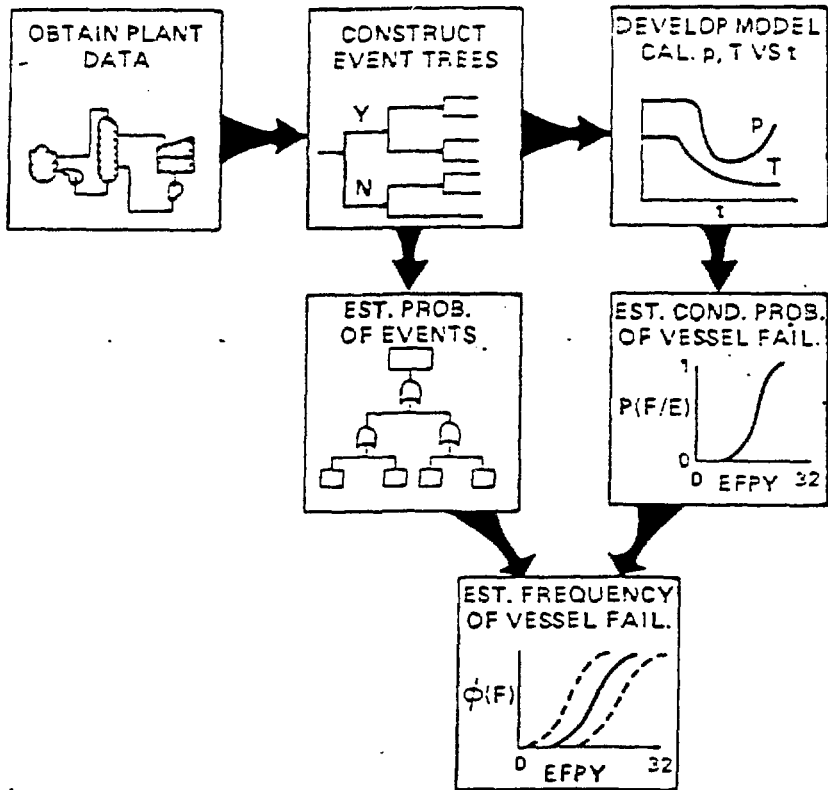 OBTAIN PLANT
DATA
CONSTRUCT
EVENT TREES
Y
N
DEVELOP MODEL
CAL. p, T VS t
P
T
t
EST. PROB.
OF EVENTS
EST. COND. PROB.
OF VESSEL FAIL.
1
P(F/E)
0
0 EFPY 32
EST. FREQUENCY
OF VESSEL FAIL.
ϕ(F)
0 EFPY 32